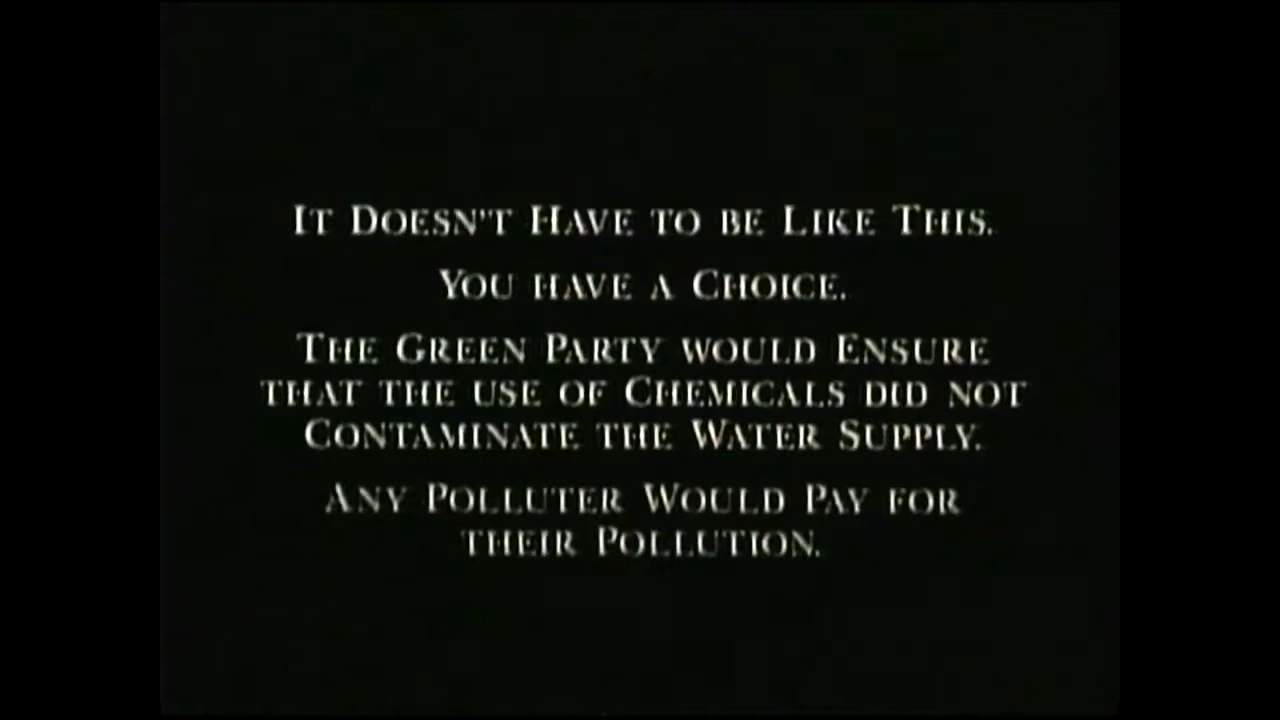 It Doesn't Have to be Like This.
You have a Choice.
The Green Party would Ensure
that the use of Chemicals did not
Contaminate the Water Supply.
Any Polluter Would Pay for
their Pollution.